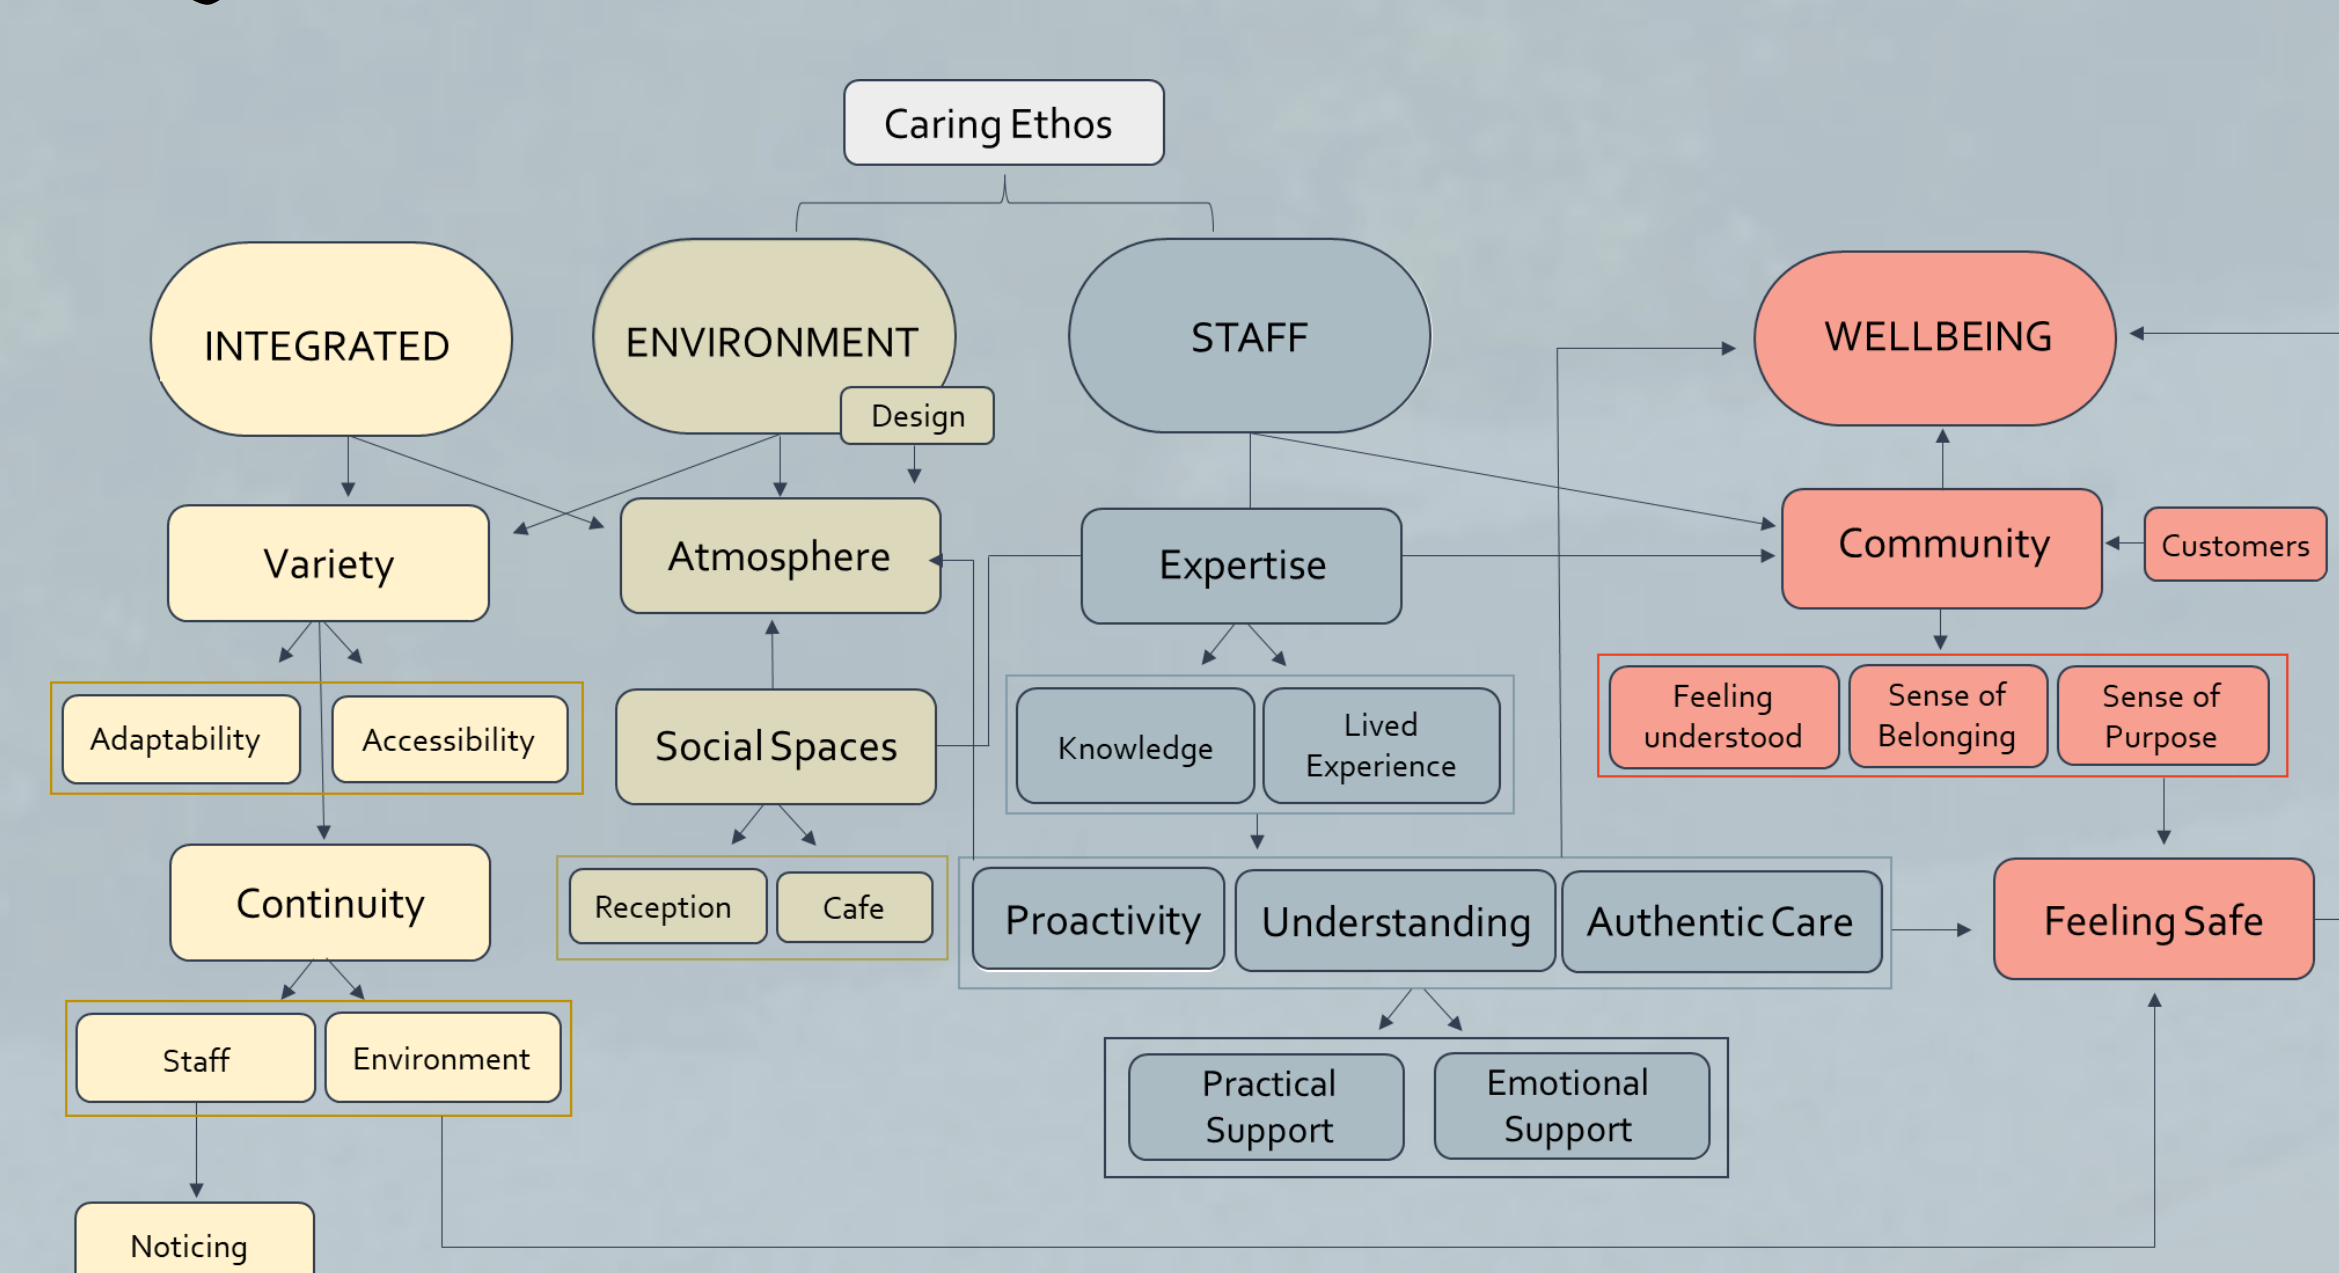 Caring Ethos
INTEGRATED
ENVIRONMENT
Design
STAFF
WELLBEING
Variety
Atmosphere
Expertise
Community
Customers
Adaptability
Accessibility
Social Spaces
Knowledge
Lived
Experience
Feeling
understood
Sense of
Belonging
Sense of
Purpose
Continuity
Reception
Cafe
Proactivity
Understanding
Authentic Care
Feeling Safe
Staff
Environment
Practical
Support
Emotional
Support
Noticing